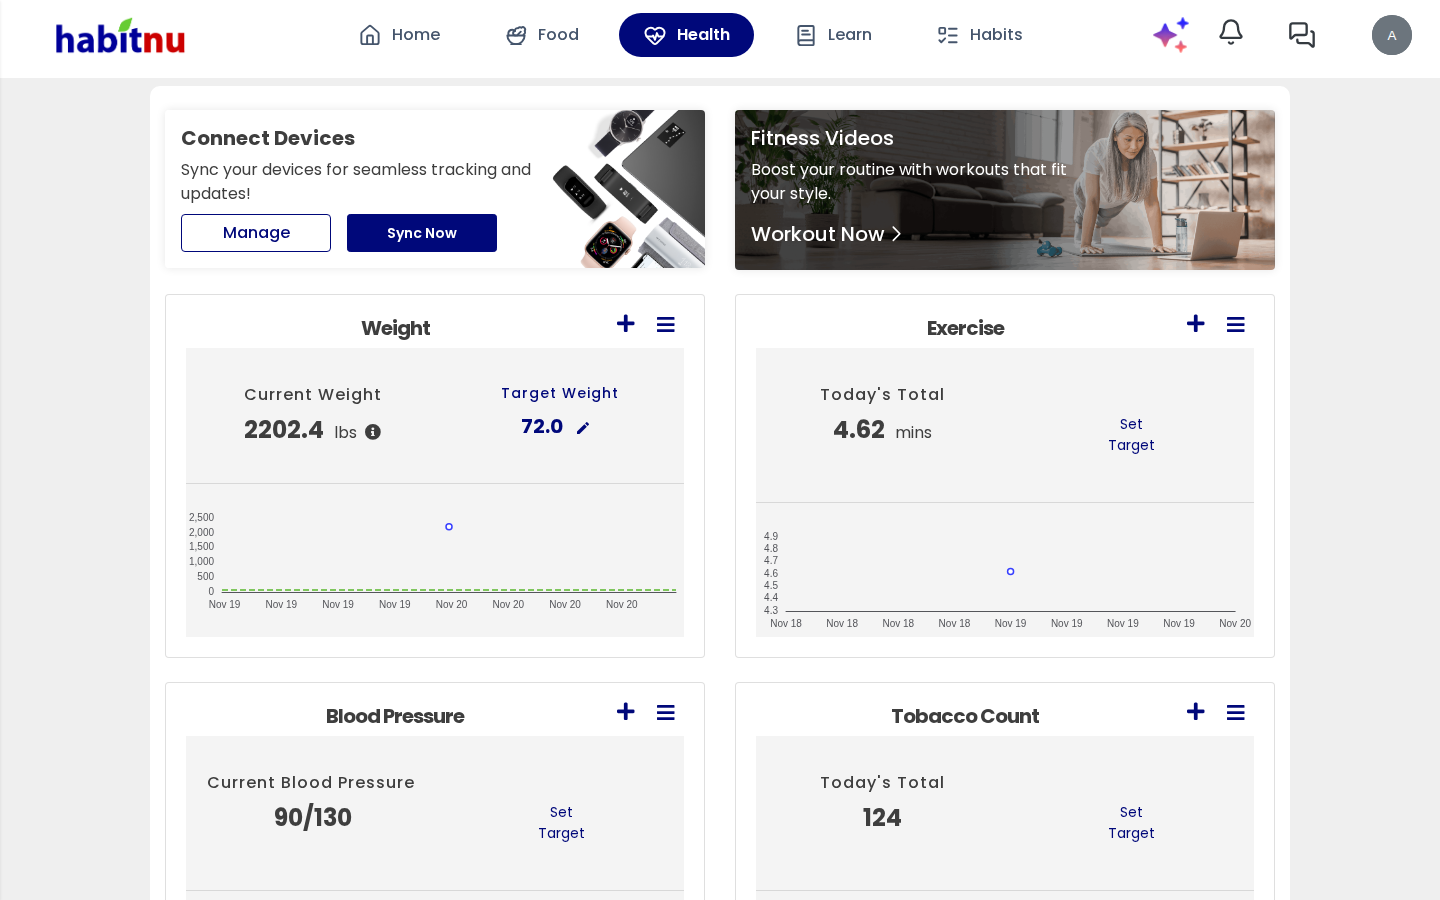 habitnu
Home
Food
Health
Learn
Habits
A
Connect Devices
Sync your devices for seamless tracking and
updates!
Manage
Sync Now
Fitness Videos
Boost your routine with workouts that fit
your style.
Workout Now
Weight
Current Weight
2202.4 lbs
Target Weight
72.0
2,500
2,000
1,500
1,000
500
0
Nov 19 Nov 19 Nov 19 Nov 19 Nov 20 Nov 20 Nov 20 Nov 20
Exercise
Today's Total
4.62 mins
Set
Target
4.9
4.8
4.7
4.6
4.5
4.4
4.3
Nov 18 Nov 18 Nov 18 Nov 18 Nov 19 Nov 19 Nov 19 Nov 19 Nov 20
Blood Pressure
Current Blood Pressure
90/130
Set
Target
Tobacco Count
Today's Total
124
Set
Target